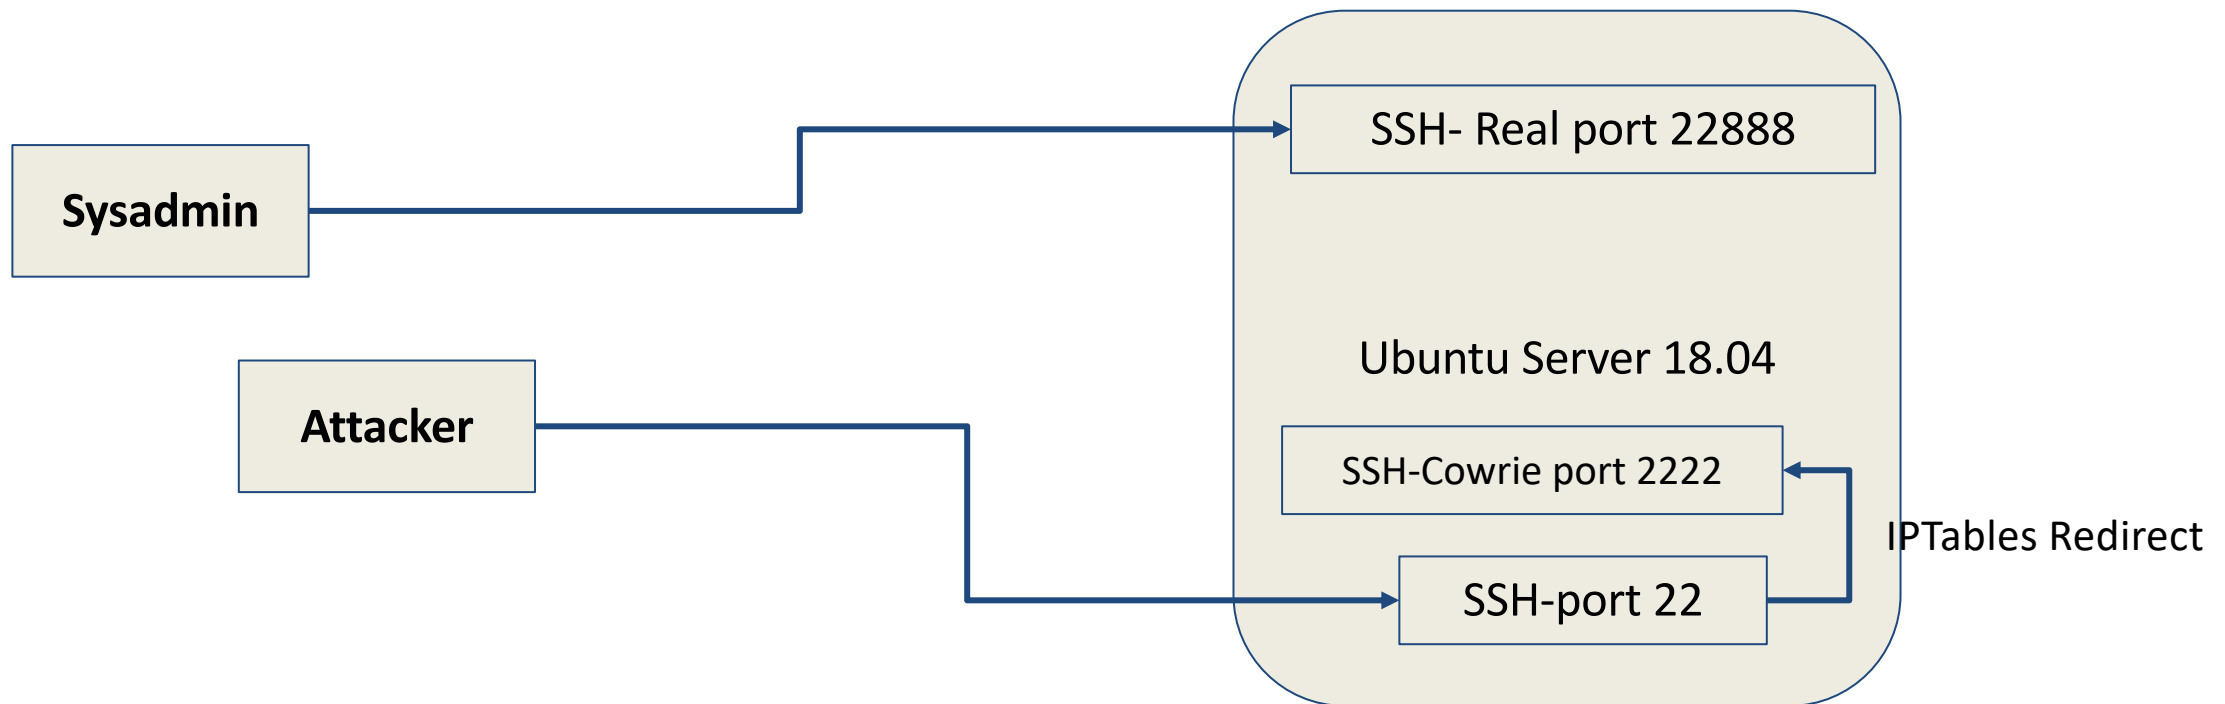 SSH- Real port 22888
Sysadmin
Ubuntu Server 18.04
Attacker
SSH-Cowrie port 2222
IPTables Redirect
SSH-port 22